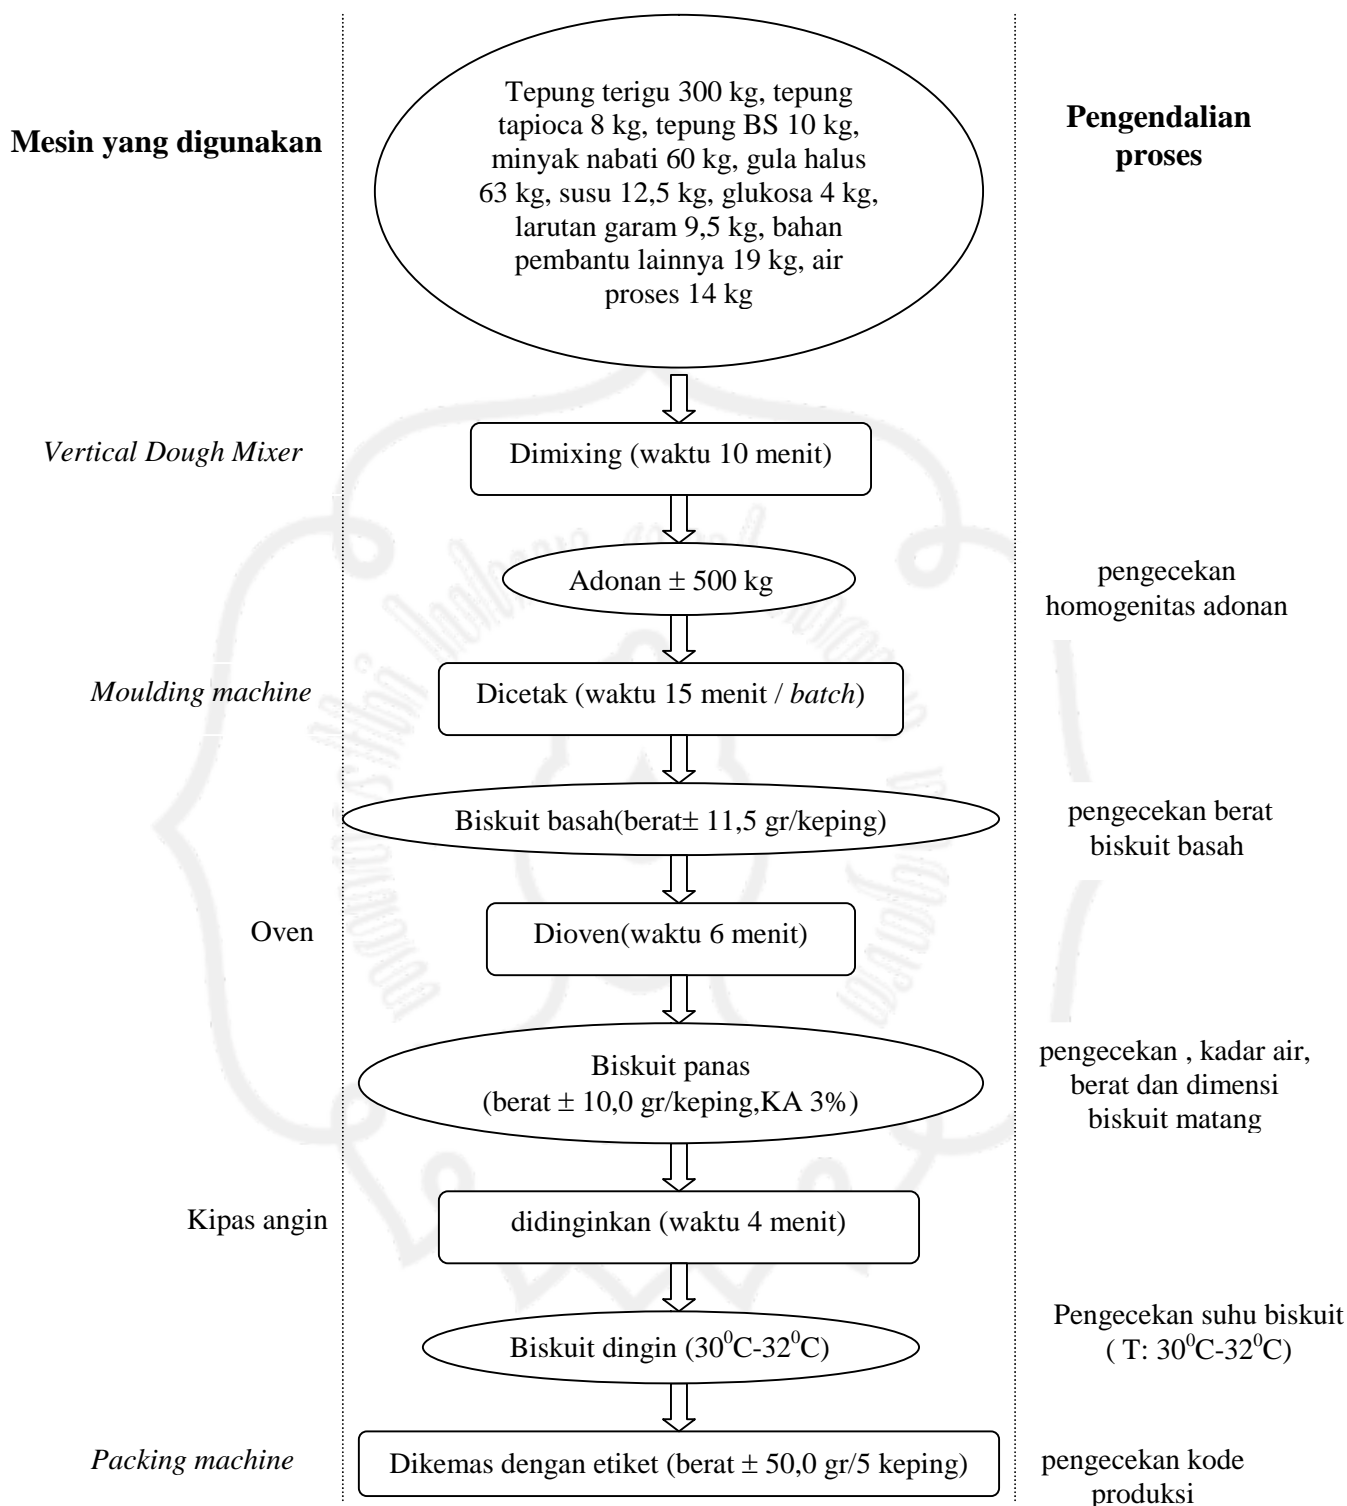 Mesin yang digunakan
Pengendalian
proses
Tepung terigu 300 kg, tepung
tapioca 8 kg, tepung BS 10 kg,
minyak nabati 60 kg, gula halus
63 kg, susu 12,5 kg, glukosa 4 kg,
larutan garam 9,5 kg, bahan
pembantu lainnya 19 kg, air
proses 14 kg
Vertical Dough Mixer
Dimixing (waktu 10 menit)
Adonan ± 500 kg
pengecekan
homogenitas adonan
Moulding machine
Dicetak (waktu 15 menit / batch)
Biskuit basah(berat± 11,5 gr/keping)
pengecekan berat
biskuit basah
Oven
Dioven(waktu 6 menit)
Biskuit panas
(berat ± 10,0 gr/keping,KA 3%)
pengecekan , kadar air,
berat dan dimensi
biskuit matang
Kipas angin
didinginkan (waktu 4 menit)
Biskuit dingin (30⁰C-32⁰C)
Pengecekan suhu biskuit
( T: 30⁰C-32⁰C)
Packing machine
Dikemas dengan etiket (berat ± 50,0 gr/5 keping)
pengecekan kode
produksi